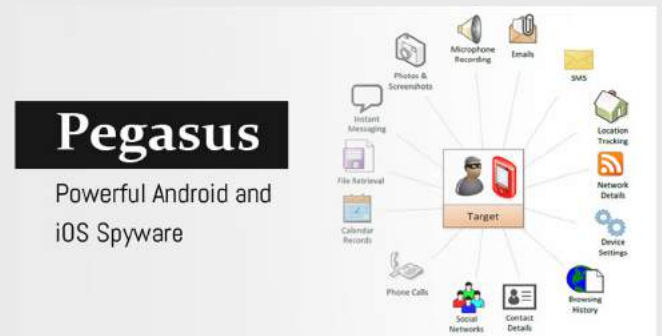 Pegasus
Powerful Android and
iOS Spyware
Microphone
Recording
Emails
SMS
Location
Tracking
Network
Details
Device
Settings
Browsing
History
Contact
Details
Social
Networks
Phone Calls
Calendar
Records
File Retrieval
Instant
Messaging
Photos &
Screenshots
Target